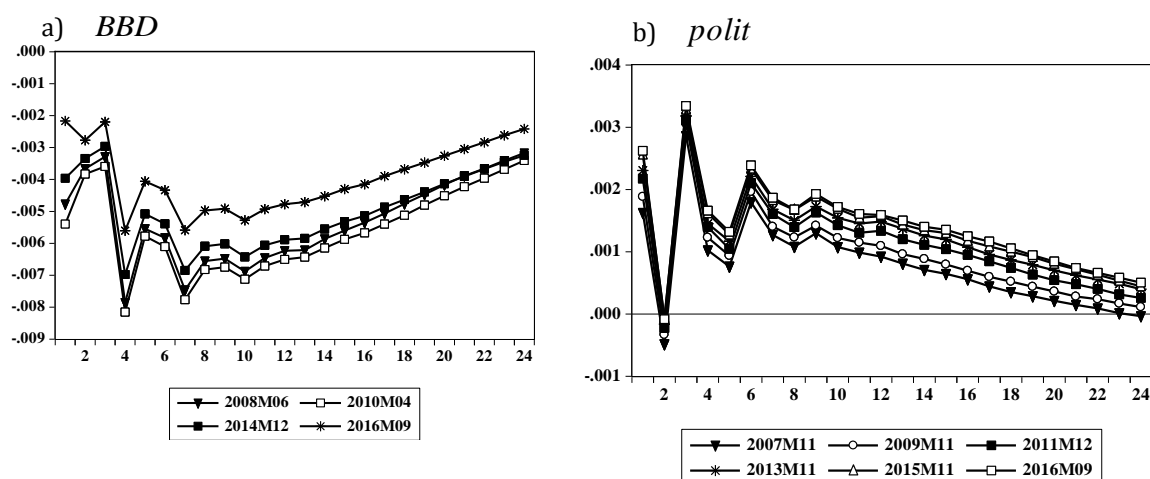 a) BBD
.000
-.001
-.002
-.003
-.004
-.005
-.006
-.007
-.008
-.009
2 4 6 8 10 12 14 16 18 20 22 24
2008M06 2010M04
2014M12 2016M09
b) polit
.004
.003
.002
.001
.000
-.001
2 4 6 8 10 12 14 16 18 20 22 24
2007M11 2009M11 2011M12
2013M11 2015M11 2016M09